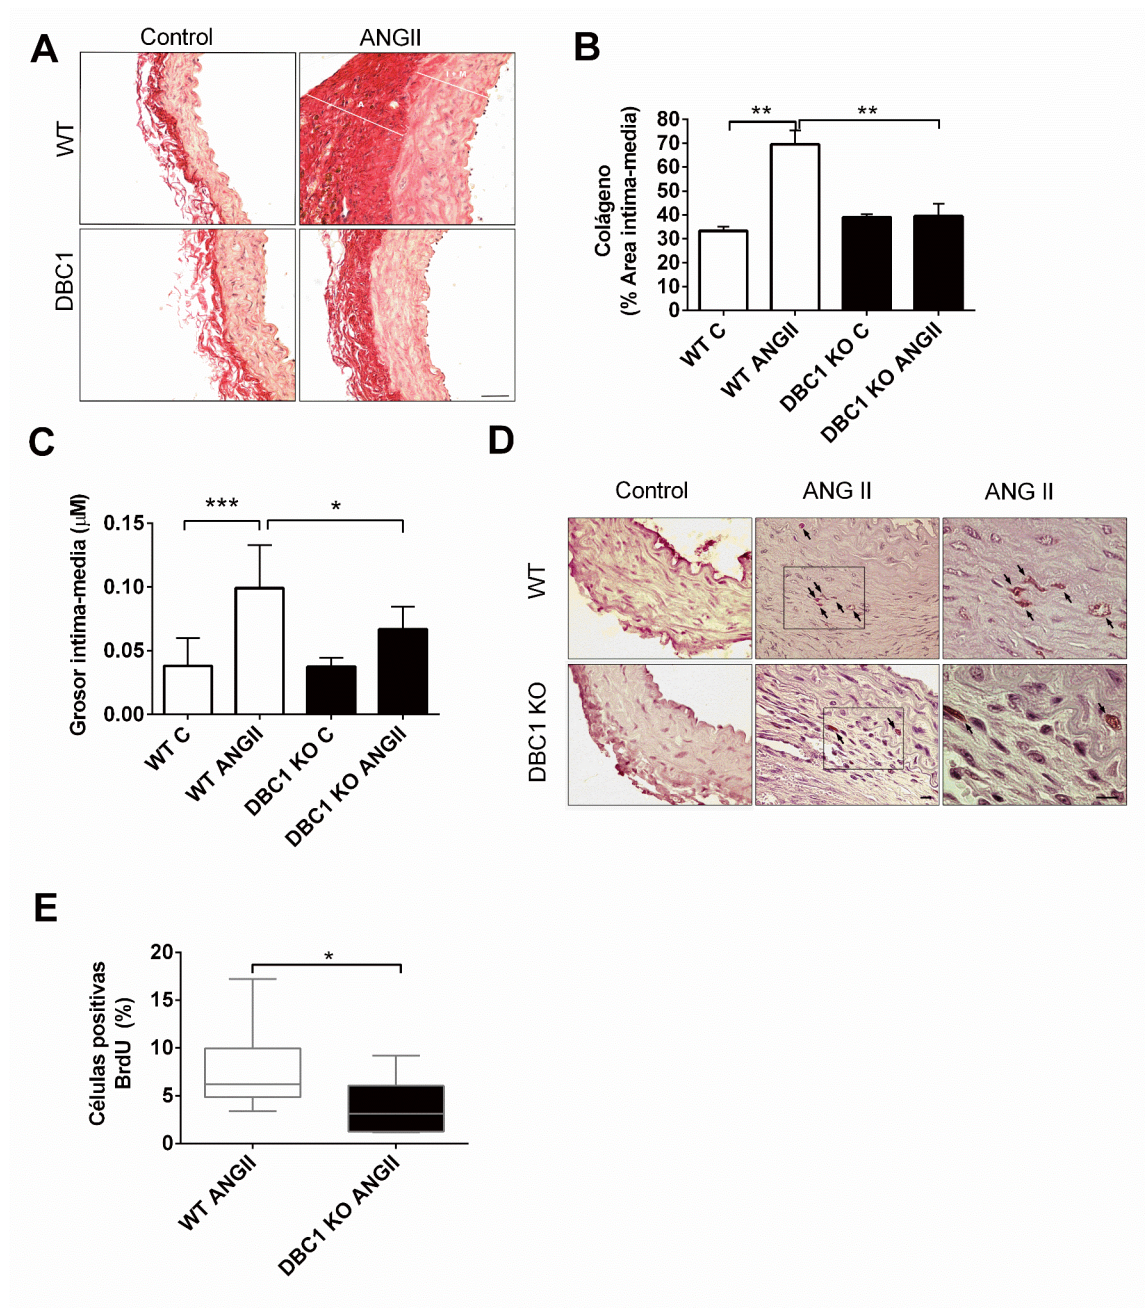 A
Control
ANGII
WT
DBC1
A
I + M
B
Colágeno
(% Area intima-media)
80
70
60
50
40
30
20
10
0
**
**
WT C
WT ANGII
DBC1 KO C
DBC1 KO ANGII
C
Grosor intima-media (µM)
0.15
0.10
0.05
0.00
***
*
WT C
WT ANGII
DBC1 KO C
DBC1 KO ANGII
D
Control
ANG II
ANG II
WT
DBC1 KO
E
Células positivas
BrdU (%)
20
15
10
5
0
*
WT ANGII
DBC1 KO ANGII